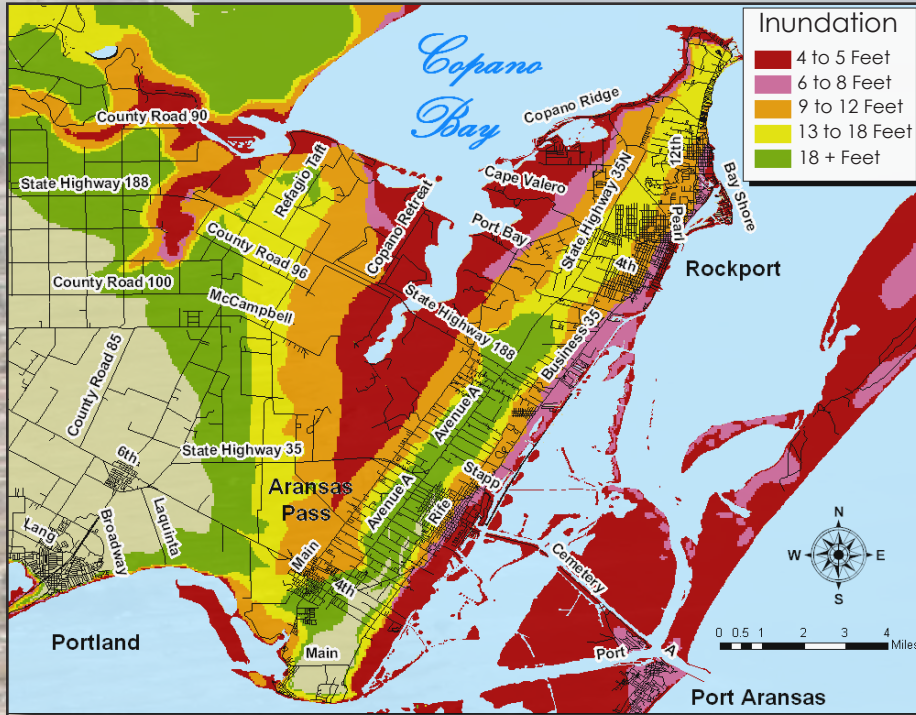 Inundation
4 to 5 Feet
6 to 8 Feet
9 to 12 Feet
13 to 18 Feet
18 + Feet
Copano
Bay
Copano Ridge
County Road 90
12th
State Highway 188
Refagio Taft
Cape Valero
State Highway 35N
Bay Shore
Copano Retreat
Pearl
Port Bay
County Road 96
4th
Rockport
County Road 100
McCampbell
State Highway 188
Business 35
County Road 85
Avenue A
6th
State Highway 35
Stapp
Aransas
Pass
Avenue A
Rife
Laquinta
Lang
Broadway
Main
Cemetery
4th
N
W
E
S
Portland
Main
Port
A
0 0.5 1 2 3 4
Miles
Port Aransas